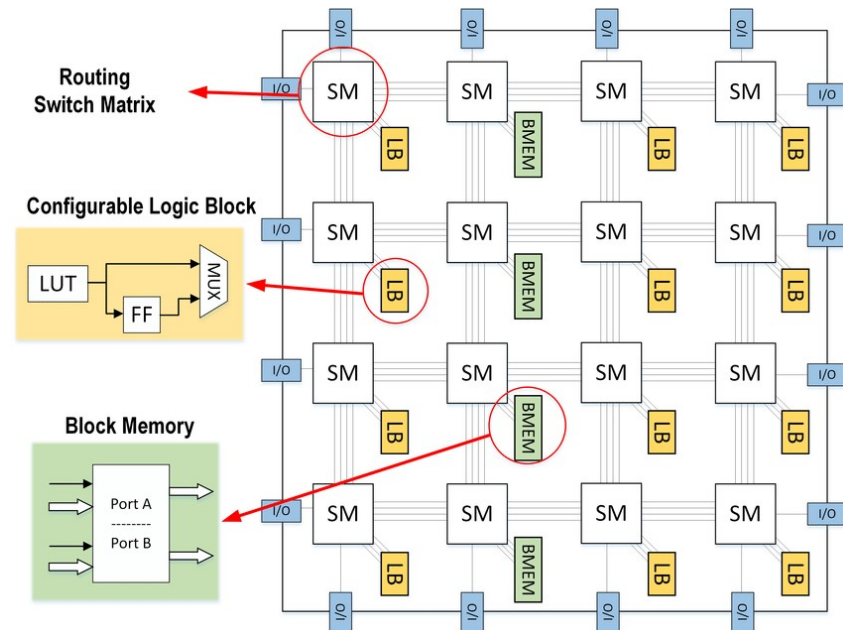 I/O I/O I/O I/O
Routing
Switch Matrix
I/O SM SM SM SM I/O
LB BMEM LB LB
Configurable Logic Block
I/O SM SM SM SM I/O
LUT FF MUX
LB BMEM LB LB
I/O SM SM SM SM I/O
LB BMEM LB LB
Block Memory
Port A
--------
Port B
I/O SM SM SM SM I/O
LB BMEM LB LB
I/O I/O I/O I/O